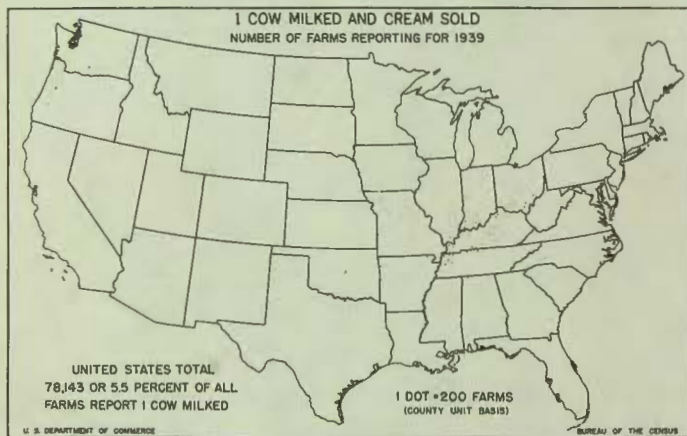 1 COW MILKED AND CREAM SOLD
NUMBER OF FARMS REPORTING FOR 1939
UNITED STATES TOTAL
78,143 OR 5.5 PERCENT OF ALL
FARMS REPORT 1 COW MILKED
1 DOT = 200 FARMS
(COUNTY UNIT BASIS)
U. S. DEPARTMENT OF COMMERCE
BUREAU OF THE CENSUS